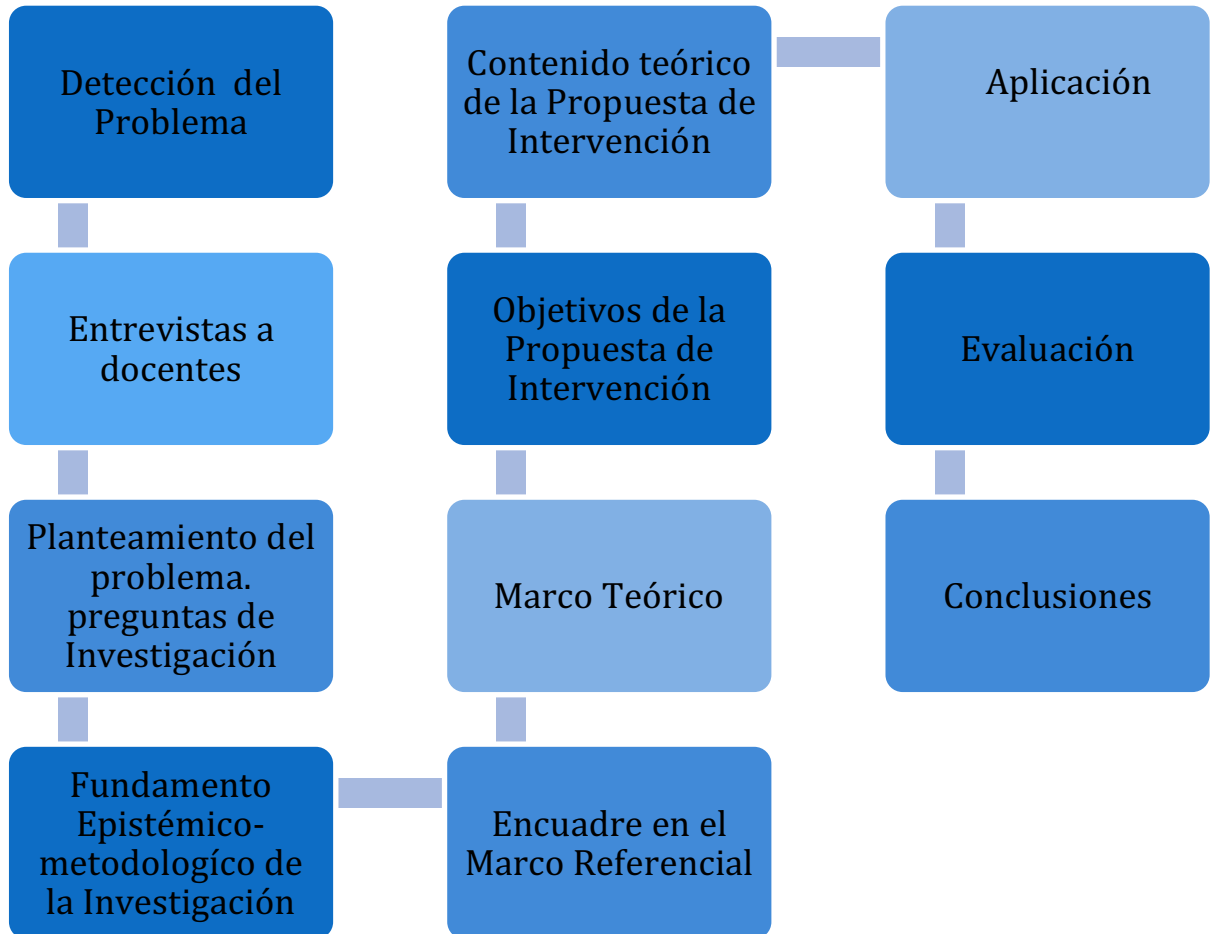 Detección del
Problema
Entrevistas a
docentes
Planteamiento del
problema.
preguntas de
Investigación
Fundamento
Epistémico-
metodologíco de
la Investigación
Encuadre en el
Marco Referencial
Marco Teórico
Objetivos de la
Propuesta de
Intervención
Contenido teórico
de la Propuesta de
Intervención
Aplicación
Evaluación
Conclusiones